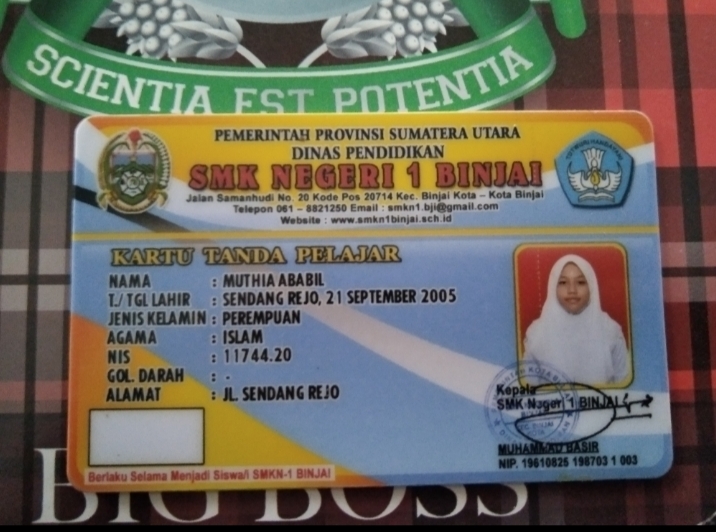 SCIENTIA EST POTENTIA
PEMERINTAH PROVINSI SUMATERA UTARA
DINAS PENDIDIKAN
SMK NEGERI 1 BINJAI
Jalan Samanhudi No. 20 Kode Pos 20714 Kec. Binjai Kota – Kota Binjai
Telepon 061 – 8821250 Email : smkn1.bji@gmail.com
Website : www.smkn1binjai.sch.id
TUT WURI HANDAYANI
KARTU TANDA PELAJAR
NAMA : MUTHIA ABABIL
T./ TGL LAHIR : SENDANG REJO, 21 SEPTEMBER 2005
JENIS KELAMIN : PEREMPUAN
AGAMA : ISLAM
NIS : 11744.20
GOL. DARAH : -
ALAMAT : JL. SENDANG REJO
Kepala
SMK Negeri 1 BINJAI
MUHAMMAD BASIR
NIP. 19610825 198703 1 003
Berlaku Selama Menjadi Siswa/i SMKN-1 BINJAI
BIG BOSS